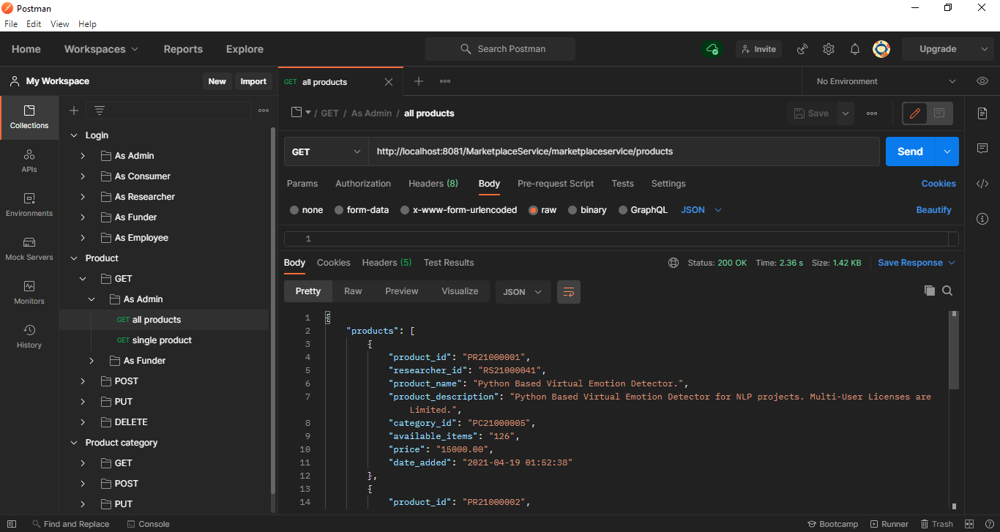 Postman
File Edit View Help
Home Workspaces Reports Explore Search Postman Invite Upgrade
My Workspace New Import
GET all products
No Environment
Collections
APIs
Environments
Mock Servers
Monitors
History
Login
As Admin
As Consumer
As Researcher
As Funder
As Employee
Product
GET
As Admin
GET all products
GET single product
As Funder
POST
PUT
DELETE
Product category
GET
POST
PUT
/ GET / As Admin / all products Save
GET http://localhost:8081/MarketplaceService/marketplaceservice/products Send
Params Authorization Headers (8) Body Pre-request Script Tests Settings Cookies
none form-data x-www-form-urlencoded raw binary GraphQL JSON Beautify
1
Body Cookies Headers (5) Test Results Status: 200 OK Time: 2.36 s Size: 1.42 KB Save Response
Pretty Raw Preview Visualize JSON
1 {
2 "products": [
3 {
4 "product_id": "PR21000001",
5 "researcher_id": "RS21000041",
6 "product_name": "Python Based Virtual Emotion Detector.",
7 "product_description": "Python Based Virtual Emotion Detector for NLP projects. Multi-User Licenses are
Limited.",
8 "category_id": "PC21000005",
9 "available_items": "126",
10 "price": "15000.00",
11 "date_added": "2021-04-19 01:52:38"
12 },
13 {
14 "product_id": "PR21000002",
Find and Replace Console Bootcamp Runner Trash